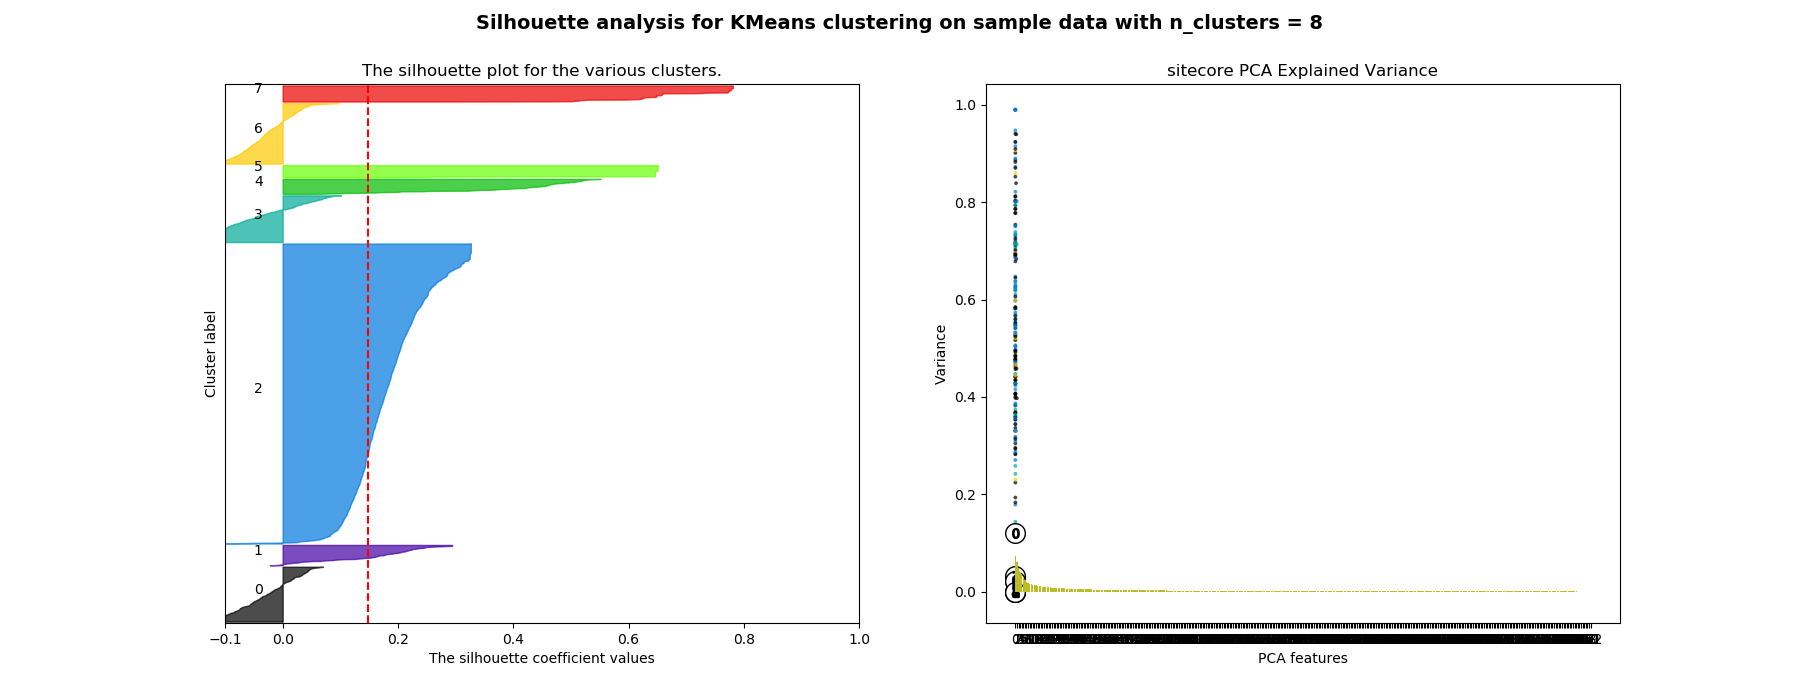 Silhouette analysis for KMeans clustering on sample data with n_clusters = 8
The silhouette plot for the various clusters.
7
6
5
4
3
2
1
0
Cluster label
−0.1 0.0 0.2 0.4 0.6 0.8 1.0
The silhouette coefficient values
sitecore PCA Explained Variance
1.0
0.8
0.6
0.4
0.2
0.0
Variance
0
PCA features